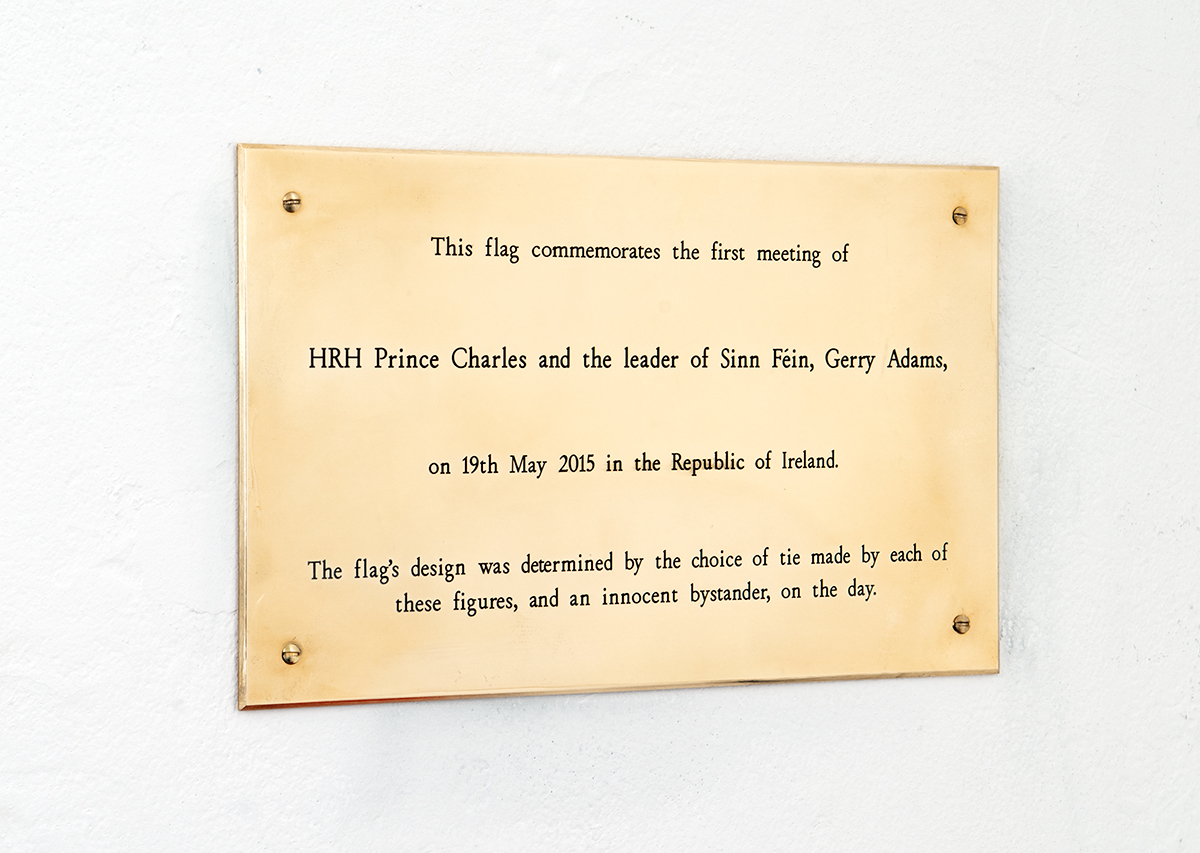 This flag commemorates the first meeting of
HRH Prince Charles and the leader of Sinn Féin, Gerry Adams,
on 19th May 2015 in the Republic of Ireland.
The flag's design was determined by the choice of tie made by each of
these figures, and an innocent bystander, on the day.